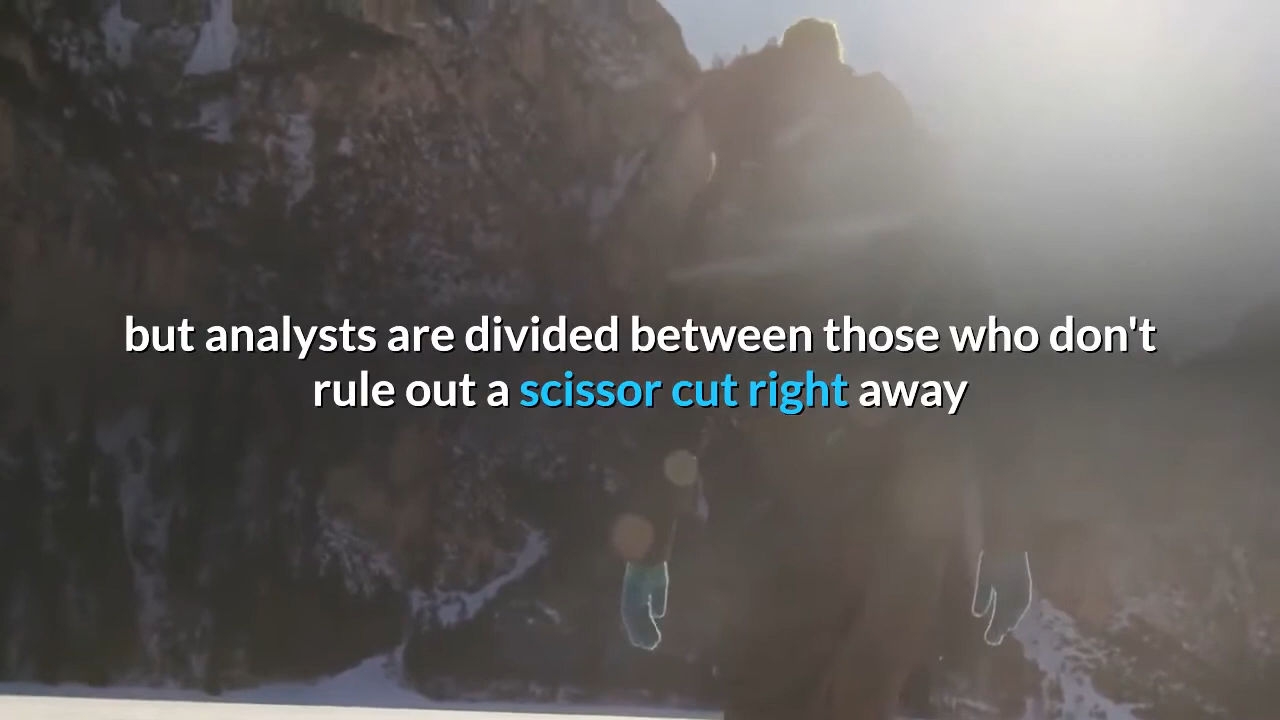 but analysts are divided between those who don't
rule out a scissor cut right away